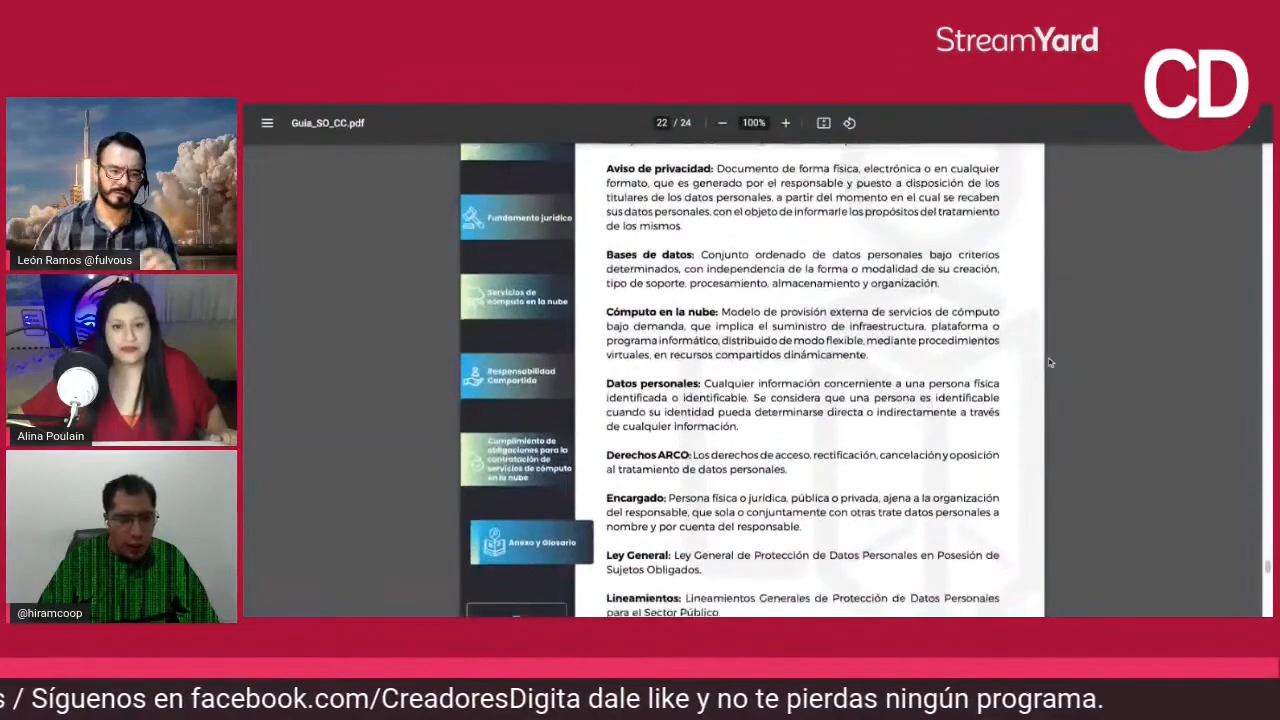 StreamYard
CD
Guia_SO_CC.pdf
22 / 24
100%
León Ramos @fulvous
Alina Poulain
@hiramcoop
Fundamento jurídico
Servicios de
cómputo en la nube
Responsabilidad
Compartida
Cumplimiento de
obligaciones para la
contratación de
servicios de cómputo
en la nube
Anexo y Glosario
Aviso de privacidad: Documento de forma física, electrónica o en cualquier
formato, que es generado por el responsable y puesto a disposición de los
titulares de los datos personales, a partir del momento en el cual se recaben
sus datos personales, con el objeto de informarle los propósitos del tratamiento
de los mismos.
Bases de datos: Conjunto ordenado de datos personales bajo criterios
determinados, con independencia de la forma o modalidad de su creación,
tipo de soporte, procesamiento, almacenamiento y organización.
Cómputo en la nube: Modelo de provisión externa de servicios de cómputo
bajo demanda, que implica el suministro de infraestructura, plataforma o
programa informático, distribuido de modo flexible, mediante procedimientos
virtuales, en recursos compartidos dinámicamente.
Datos personales: Cualquier información concerniente a una persona física
identificada o identificable. Se considera que una persona es identificable
cuando su identidad pueda determinarse directa o indirectamente a través
de cualquier información.
Derechos ARCO: Los derechos de acceso, rectificación, cancelación y oposición
al tratamiento de datos personales.
Encargado: Persona física o jurídica, pública o privada, ajena a la organización
del responsable, que sola o conjuntamente con otras trate datos personales a
nombre y por cuenta del responsable.
Ley General: Ley General de Protección de Datos Personales en Posesión de
Sujetos Obligados.
Lineamientos: Lineamientos Generales de Protección de Datos Personales
para el Sector Público.
s / Síguenos en facebook.com/CreadoresDigita dale like y no te pierdas ningún programa.